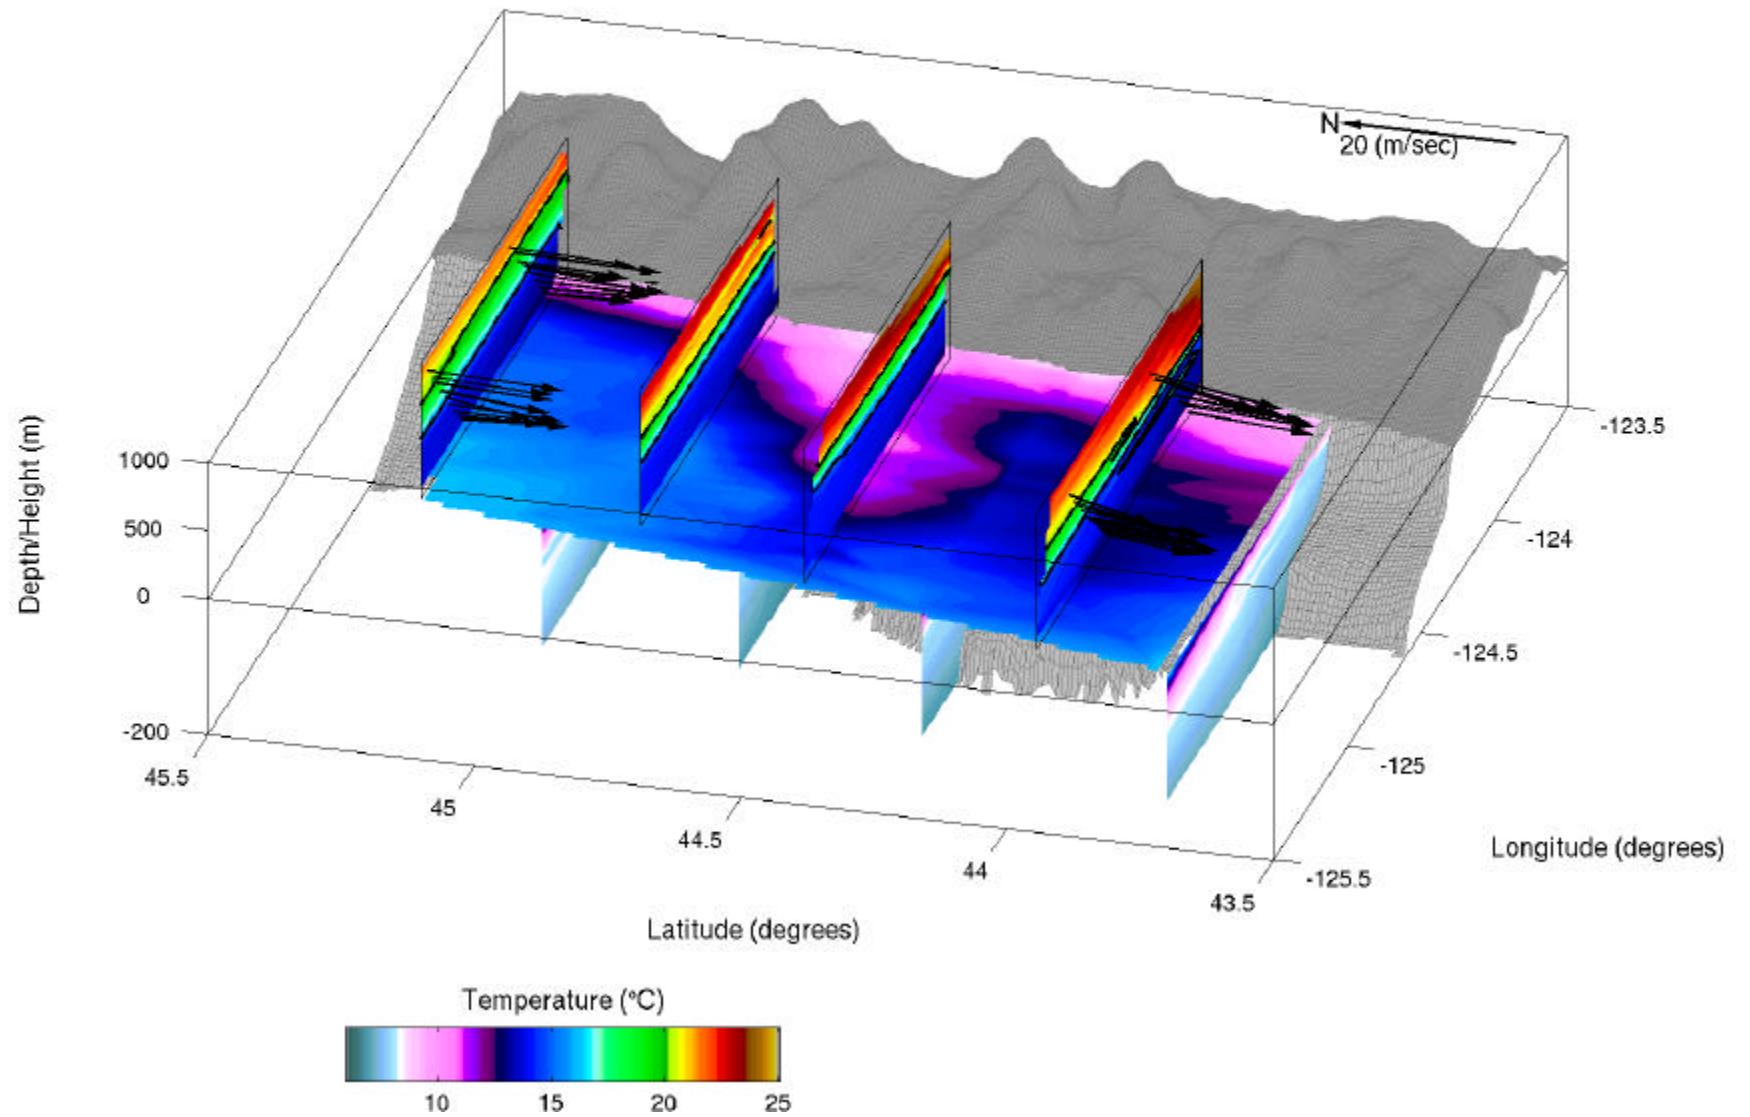 N
20 (m/sec)
Depth/Height (m)
1000
500
0
-200
45.5
45
44.5
44
43.5
-123.5
-124
-124.5
-125
-125.5
Longitude (degrees)
Latitude (degrees)
Temperature (°C)
10 15 20 25